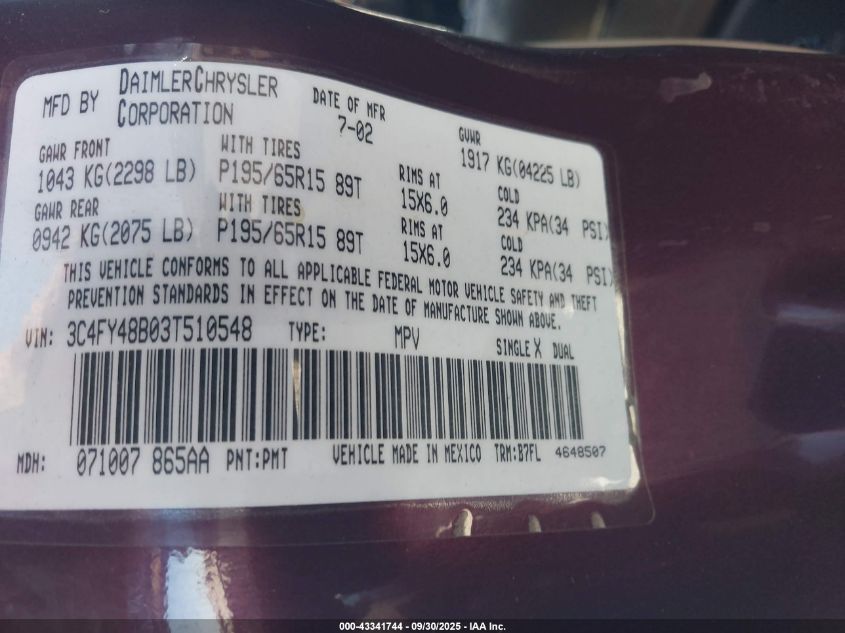 MFD BY DAIMLERCHRYSLER CORPORATION
DATE OF MFR 7-02
GVWR 1917 KG(04225 LB)
GAWR FRONT WITH TIRES RIMS AT COLD
1043 KG(2298 LB) P195/65R15 89T 15X6.0 234 KPA(34 PSI)
GAWR REAR WITH TIRES RIMS AT COLD
0942 KG(2075 LB) P195/65R15 89T 15X6.0 234 KPA(34 PSI)
THIS VEHICLE CONFORMS TO ALL APPLICABLE FEDERAL MOTOR VEHICLE SAFETY AND THEFT
PREVENTION STANDARDS IN EFFECT ON THE DATE OF MANUFACTURE SHOWN ABOVE.
VIN: 3C4FY48B03T510548 TYPE: MPV SINGLE X DUAL
MDH: 071007 865AA PNT:PMT VEHICLE MADE IN MEXICO TRM:B7FL 4648507
000-43341744 - 09/30/2025 - IAA Inc.